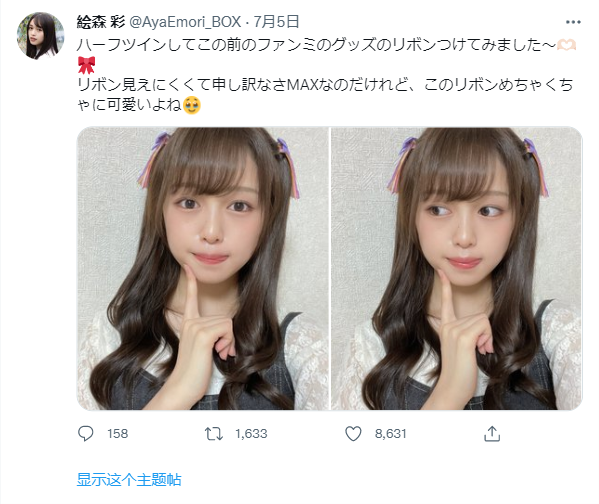 絵森 彩 @AyaEmori_BOX · 7月5日
ハーフツインしてこの前のファンミのグッズのリボンつけてみました〜🫶🏻
🎀
リボン見えにくくて申し訳なさMAXなのだけれど、このリボンめちゃくち
ゃに可愛いよね🥹
158 1,633 8,631
显示这个主题帖